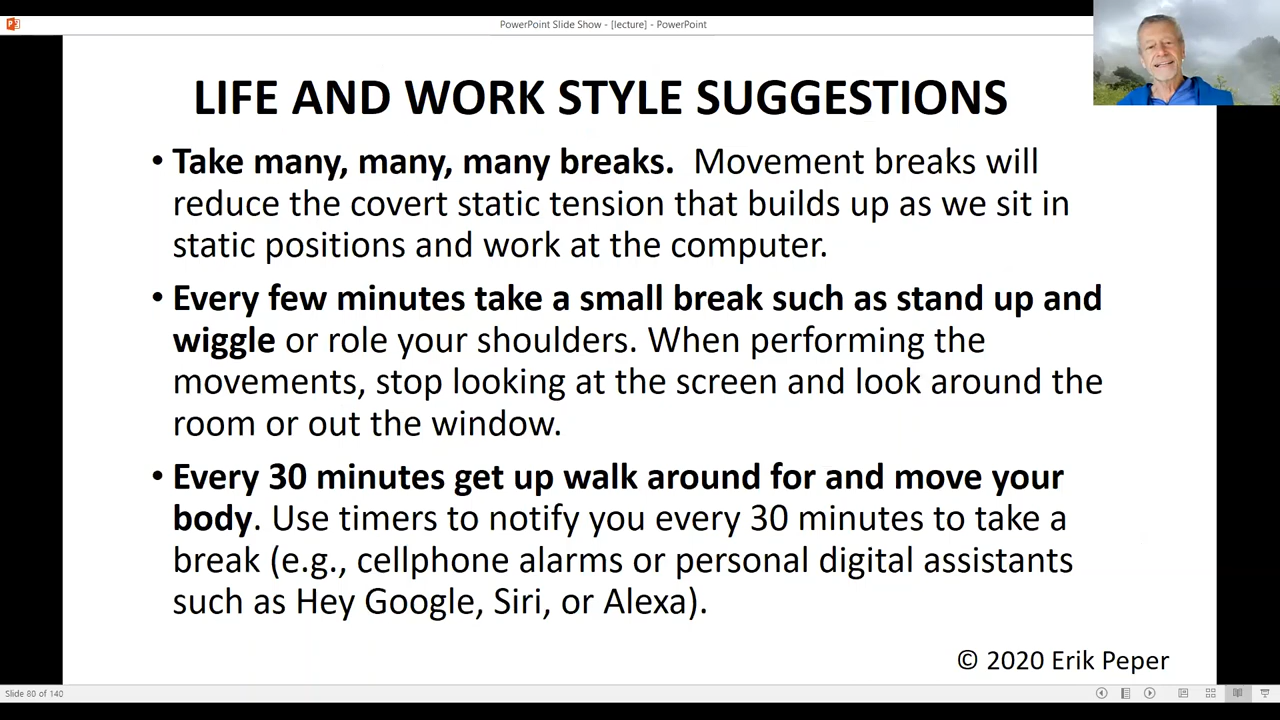 PowerPoint Slide Show - [lecture] - PowerPoint
LIFE AND WORK STYLE SUGGESTIONS
• Take many, many, many breaks. Movement breaks will
reduce the covert static tension that builds up as we sit in
static positions and work at the computer.
• Every few minutes take a small break such as stand up and
wiggle or role your shoulders. When performing the
movements, stop looking at the screen and look around the
room or out the window.
• Every 30 minutes get up walk around for and move your
body. Use timers to notify you every 30 minutes to take a
break (e.g., cellphone alarms or personal digital assistants
such as Hey Google, Siri, or Alexa).
© 2020 Erik Peper
Slide 80 of 140